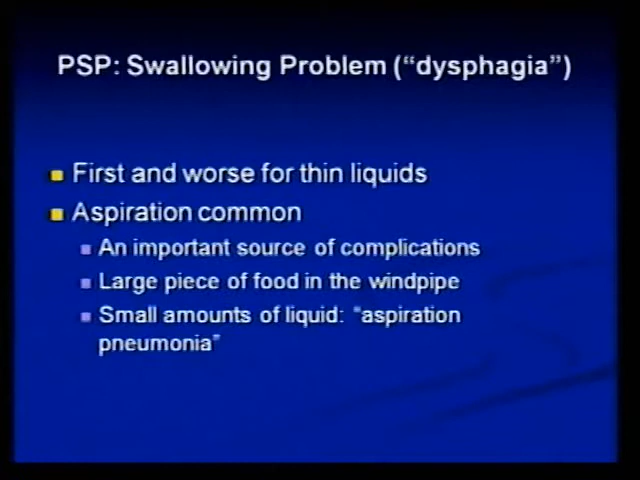 PSP: Swallowing Problem (“dysphagia”)
First and worse for thin liquids
Aspiration common
An important source of complications
Large piece of food in the windpipe
Small amounts of liquid: “aspiration
pneumonia”